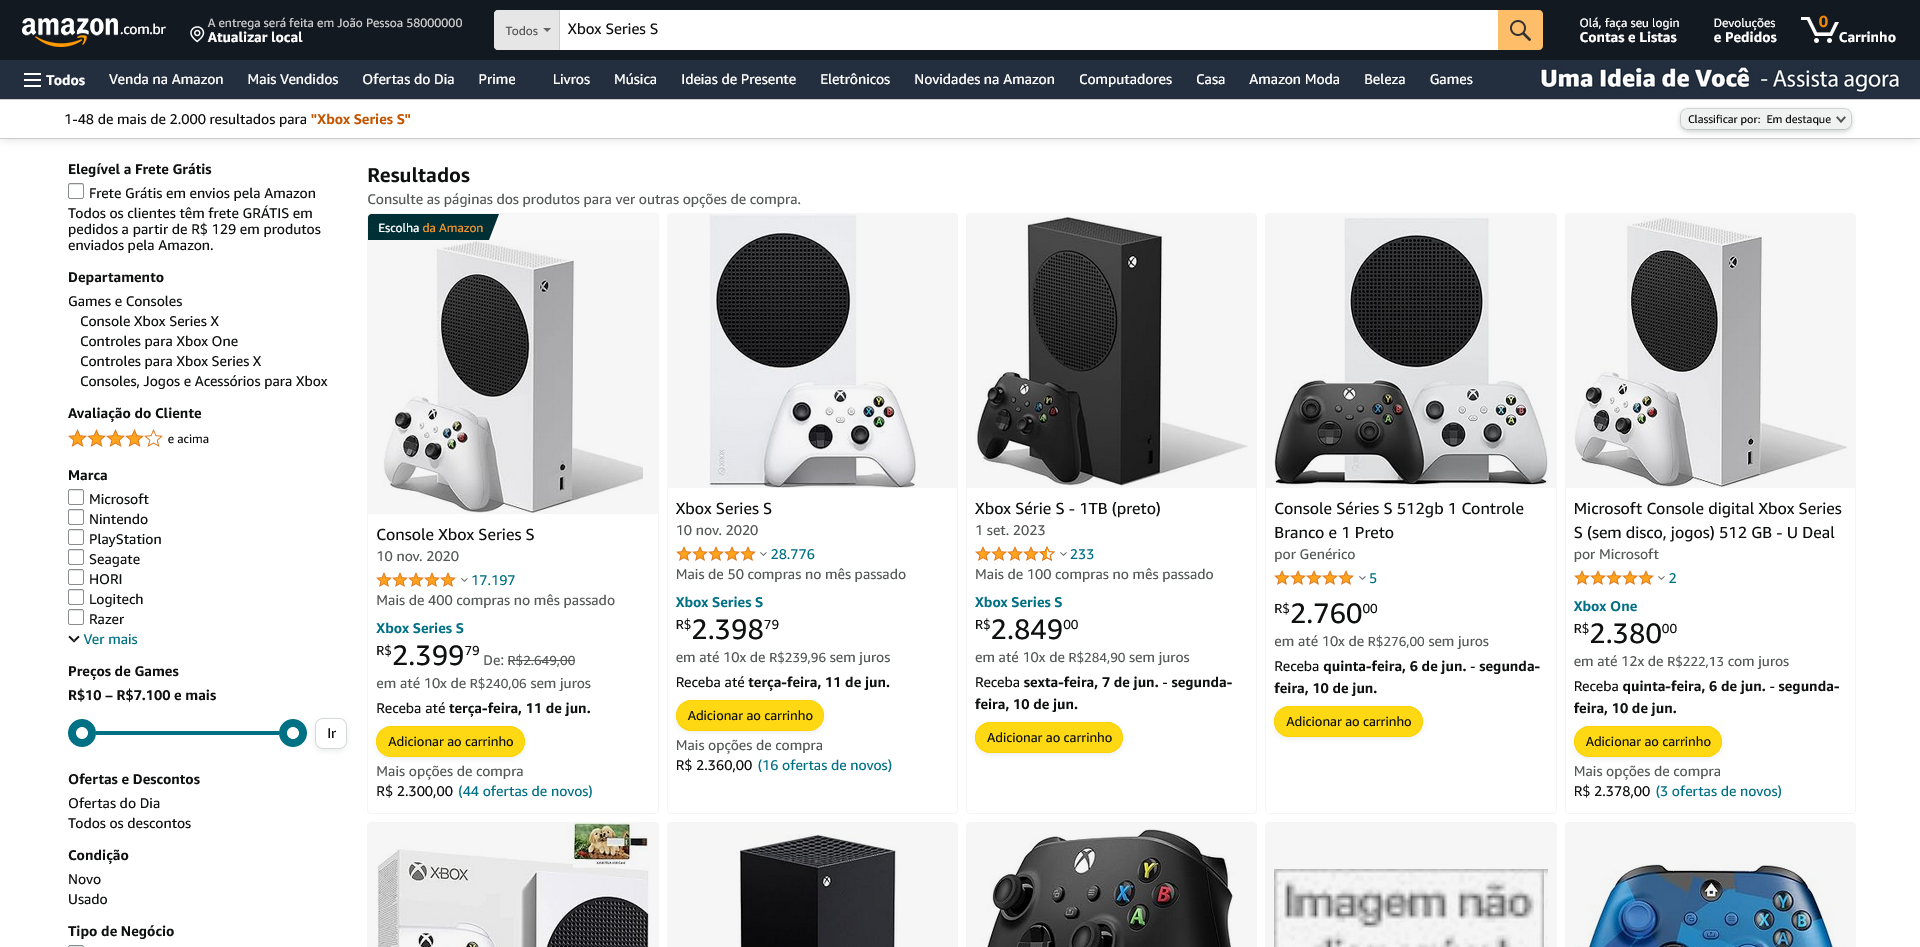 amazon.com.br
A entrega será feita em João Pessoa 58000000
Atualizar local
Todos
Xbox Series S
Olá, faça seu login
Contas e Listas
Devoluções
e Pedidos
0
Carrinho
Todos
Venda na Amazon
Mais Vendidos
Ofertas do Dia
Prime
Livros
Música
Ideias de Presente
Eletrônicos
Novidades na Amazon
Computadores
Casa
Amazon Moda
Beleza
Games
Uma Ideia de Você - Assista agora
1-48 de mais de 2.000 resultados para "Xbox Series S"
Classificar por: Em destaque
Elegível a Frete Grátis
Frete Grátis em envios pela Amazon
Todos os clientes têm frete GRÁTIS em
pedidos a partir de R$ 129 em produtos
enviados pela Amazon.
Departamento
Games e Consoles
Console Xbox Series X
Controles para Xbox One
Controles para Xbox Series X
Consoles, Jogos e Acessórios para Xbox
Avaliação do Cliente
e acima
Marca
Microsoft
Nintendo
PlayStation
Seagate
HORI
Logitech
Razer
Ver mais
Preços de Games
R$10 – R$7.100 e mais
Ir
Ofertas e Descontos
Ofertas do Dia
Todos os descontos
Condição
Novo
Usado
Tipo de Negócio
Resultados
Consulte as páginas dos produtos para ver outras opções de compra.
Escolha da Amazon
Console Xbox Series S
10 nov. 2020
17.197
Mais de 400 compras no mês passado
Xbox Series S
R$2.39979 De: R$2.649,00
em até 10x de R$240,06 sem juros
Receba até terça-feira, 11 de jun.
Adicionar ao carrinho
Mais opções de compra
R$ 2.300,00 (44 ofertas de novos)
Xbox Series S
10 nov. 2020
28.776
Mais de 50 compras no mês passado
Xbox Series S
R$2.39879
em até 10x de R$239,96 sem juros
Receba até terça-feira, 11 de jun.
Adicionar ao carrinho
Mais opções de compra
R$ 2.360,00 (16 ofertas de novos)
Xbox Série S - 1TB (preto)
1 set. 2023
233
Mais de 100 compras no mês passado
Xbox Series S
R$2.84900
em até 10x de R$284,90 sem juros
Receba sexta-feira, 7 de jun. - segunda-
feira, 10 de jun.
Adicionar ao carrinho
Console Séries S 512gb 1 Controle
Branco e 1 Preto
por Genérico
5
R$2.76000
em até 10x de R$276,00 sem juros
Receba quinta-feira, 6 de jun. - segunda-
feira, 10 de jun.
Adicionar ao carrinho
Microsoft Console digital Xbox Series
S (sem disco, jogos) 512 GB - U Deal
por Microsoft
2
Xbox One
R$2.38000
em até 12x de R$222,13 com juros
Receba quinta-feira, 6 de jun. - segunda-
feira, 10 de jun.
Adicionar ao carrinho
Mais opções de compra
R$ 2.378,00 (3 ofertas de novos)
XBOX
Y
X
B
A
Imagem não
Y
X
B
A